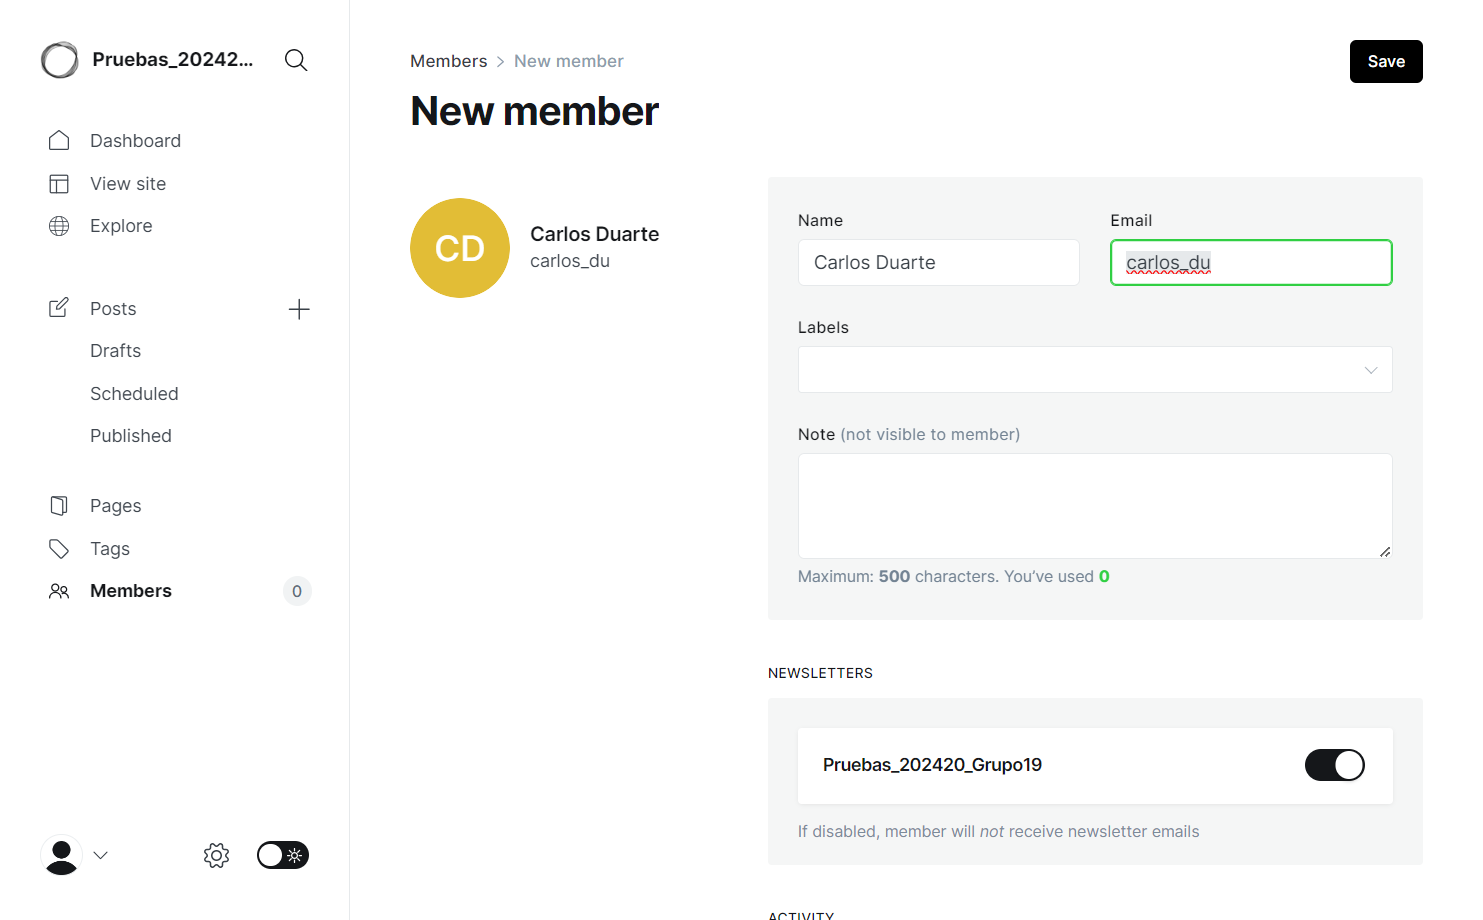 Pruebas_20242...
Dashboard
View site
Explore
Posts
Drafts
Scheduled
Published
Pages
Tags
Members 0
Members > New member
Save
New member
CD
Carlos Duarte
carlos_du
Name
Carlos Duarte
Email
carlos_du
Labels
Note (not visible to member)
Maximum: 500 characters. You’ve used 0
NEWSLETTERS
Pruebas_202420_Grupo19
If disabled, member will not receive newsletter emails
ACTIVITY